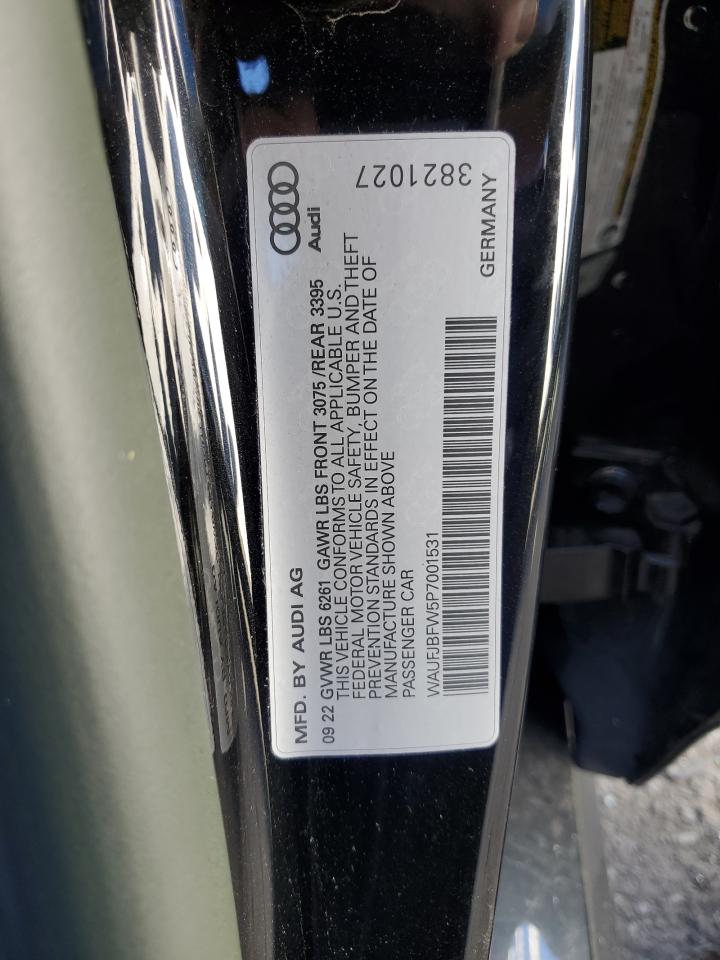 MFD. BY AUDI AG
Audi
09 22 GVWR LBS 6261 GAWR LBS FRONT 3075 /REAR 3395
THIS VEHICLE CONFORMS TO ALL APPLICABLE U.S.
FEDERAL MOTOR VEHICLE SAFETY, BUMPER AND THEFT
PREVENTION STANDARDS IN EFFECT ON THE DATE OF
MANUFACTURE SHOWN ABOVE
PASSENGER CAR
WAUFJBFW5P7001531
GERMANY
3821027